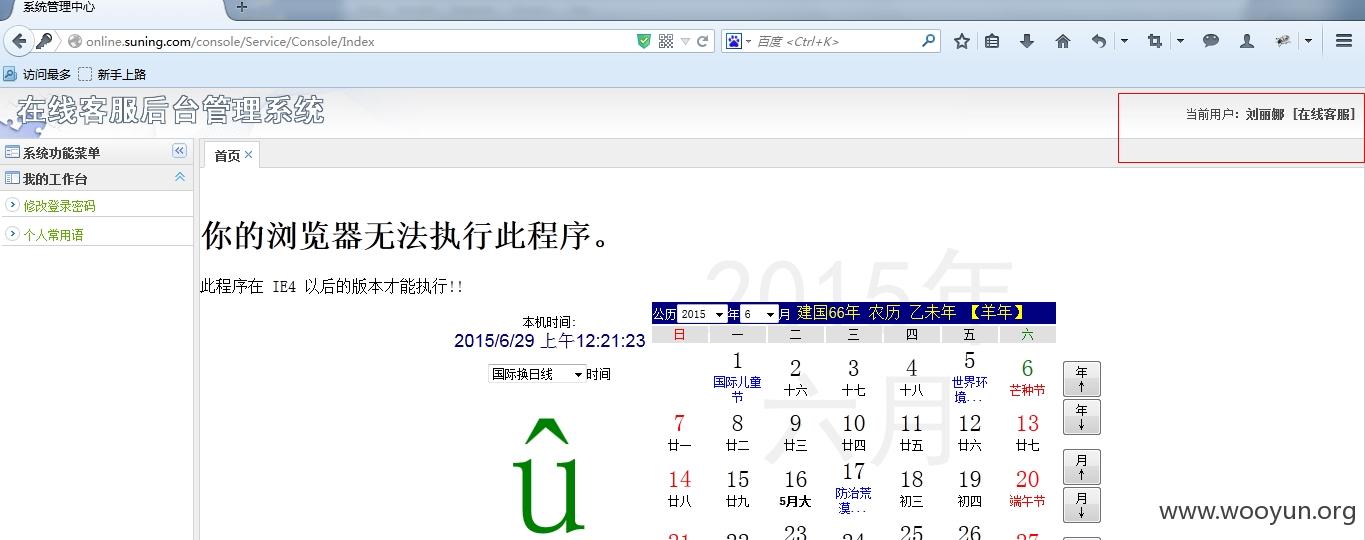 系统管理中心
online.suning.com/console/Service/Console/Index
百度 <Ctrl+K>
访问最多 新手上路
在线客服后台管理系统
当前用户: 刘丽娜 [在线客服]
系统功能菜单
首页
我的工作台
修改登录密码
个人常用语
你的浏览器无法执行此程序。
此程序在 IE4 以后的版本才能执行!!
2015年
六月
本机时间:
2015/6/29 上午12:21:23
国际换日线 时间
û
公历 2015 年 6 月 建国66年 农历 乙未年 【羊年】
日 一 二 三 四 五 六
1 2 3 4 5 6
国际儿童节 十六 十七 十八 世界环境... 芒种节
7 8 9 10 11 12 13
廿一 廿二 廿三 廿四 廿五 廿六 廿七
14 15 16 17 18 19 20
廿八 廿九 5月大 防治荒漠... 初三 初四 端午节
21 22 23 24 25 26 27
年↑
年↓
月↑
月↓
www.wooyun.org